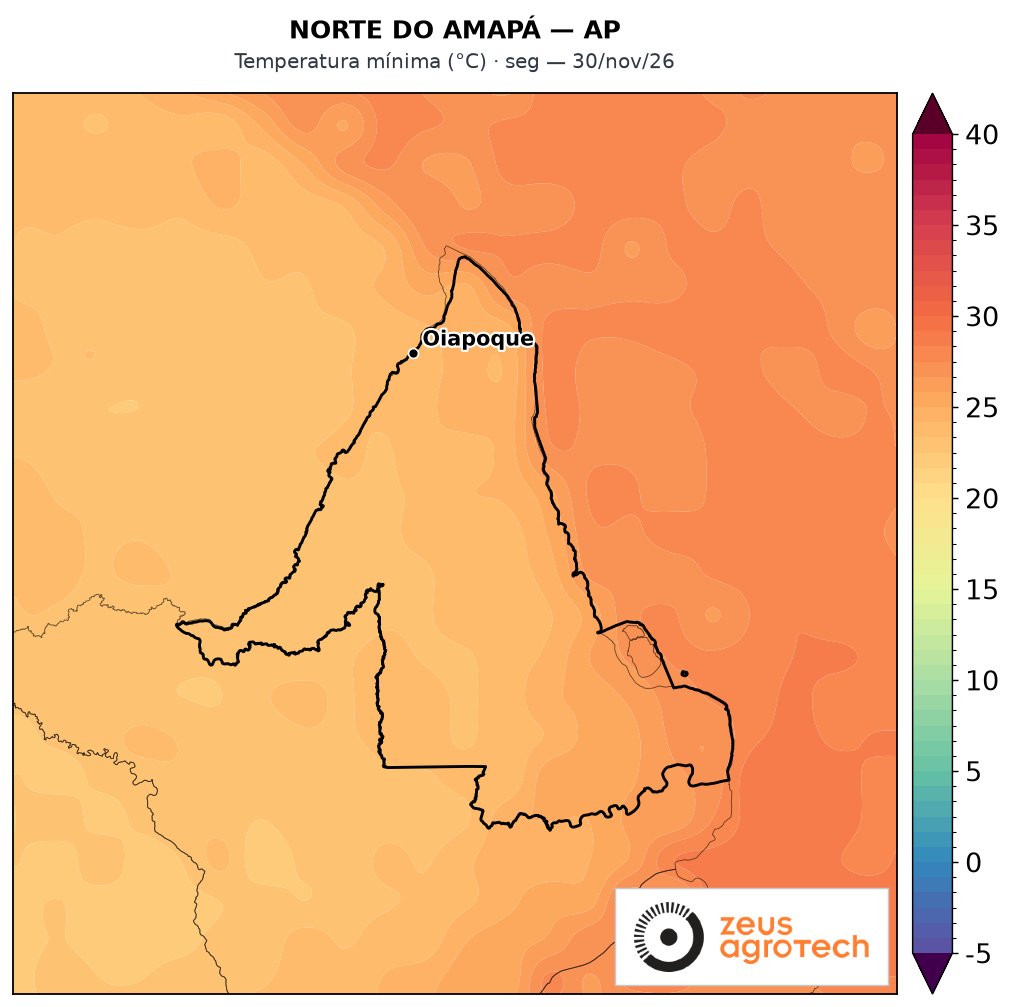 NORTE DO AMAPÁ — AP
Temperatura mínima (°C) · seg — 30/nov/26
Oiapoque
40
35
30
25
20
15
10
5
0
-5
zeus
agrotech